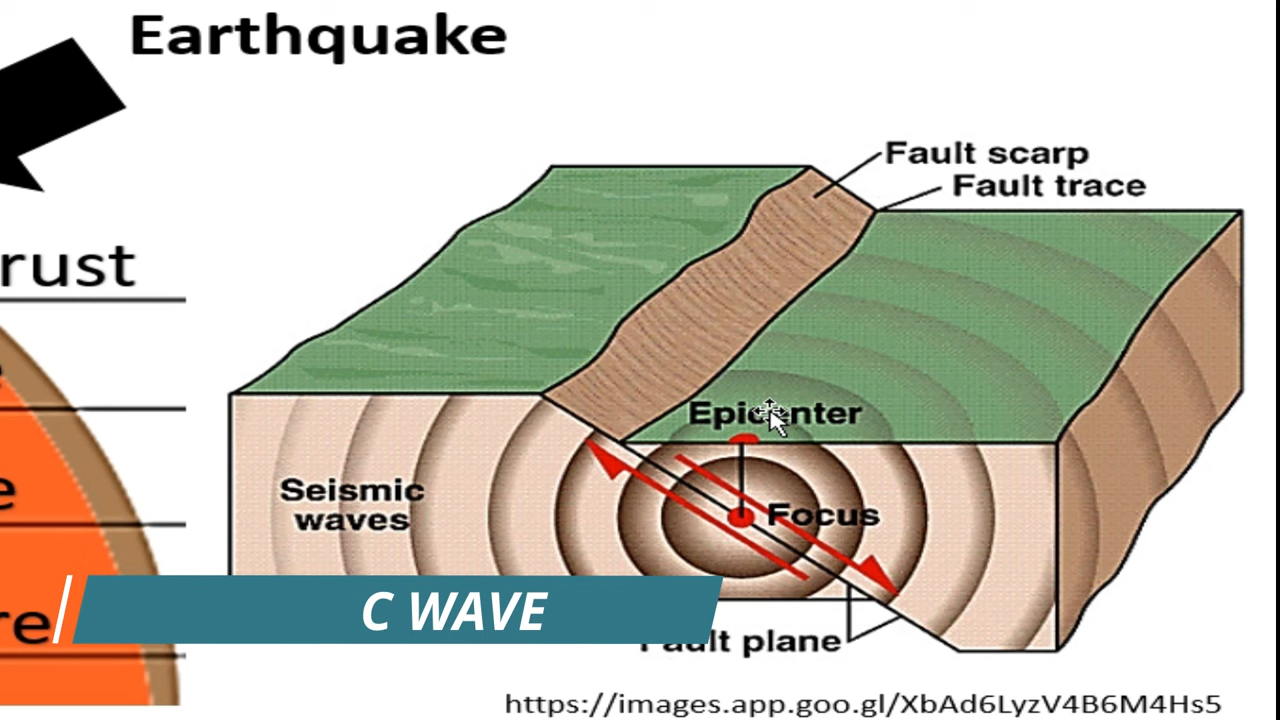 Earthquake
Fault scarp
Fault trace
rust
Epicenter
Seismic
waves
Focus
e
C WAVE
re
Fault plane
https://images.app.goo.gl/XbAd6LyzV4B6M4Hs5